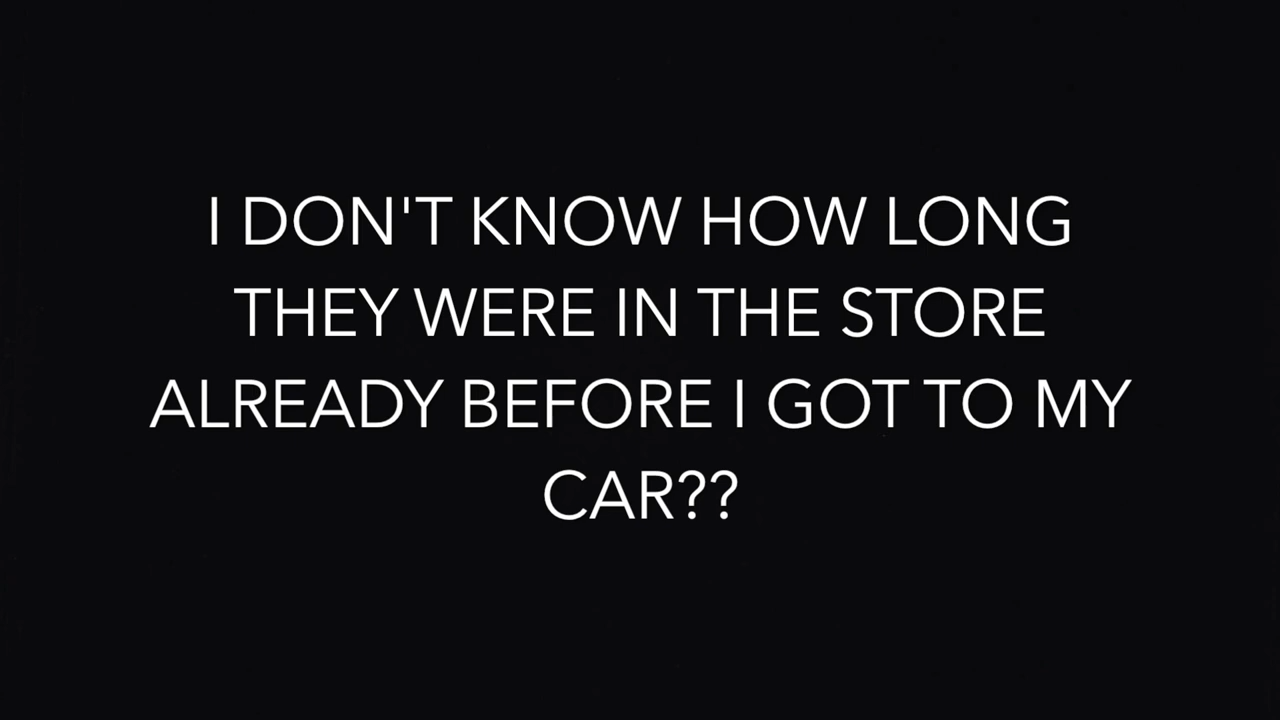 I DON'T KNOW HOW LONG
THEY WERE IN THE STORE
ALREADY BEFORE I GOT TO MY
CAR??